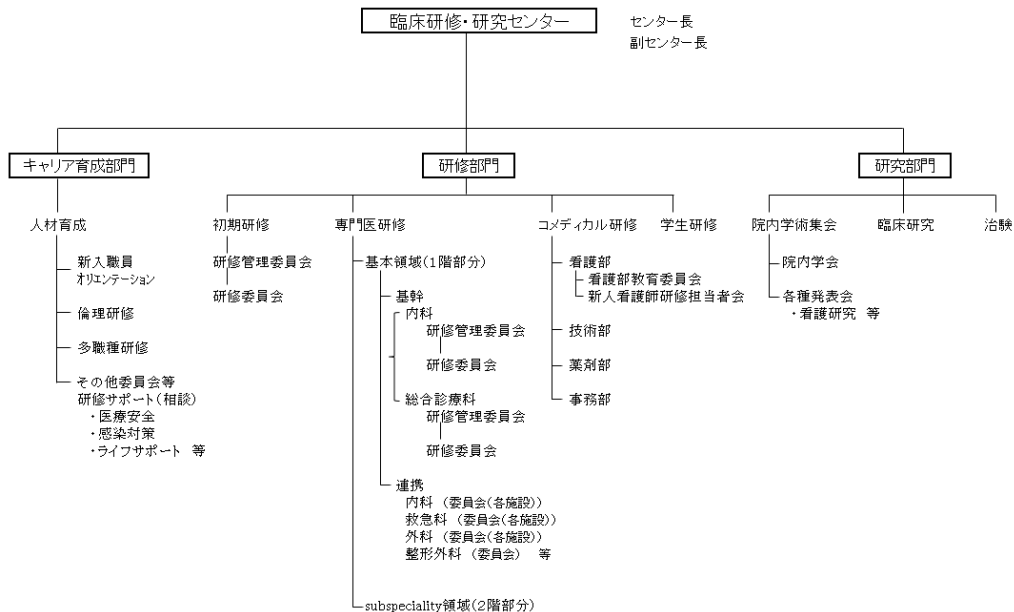 臨床研修・研究センター
センター長
副センター長
キャリア育成部門
人材育成
新入職員
オリエンテーション
倫理研修
多職種研修
その他委員会等
研修サポート(相談)
・医療安全
・感染対策
・ライフサポート 等
研修部門
初期研修
研修管理委員会
研修委員会
専門医研修
基本領域(1階部分)
基幹
内科
研修管理委員会
研修委員会
総合診療科
研修管理委員会
研修委員会
連携
内科 (委員会(各施設))
救急科 (委員会(各施設))
外科 (委員会(各施設))
整形外科 (委員会) 等
subspeciality領域(2階部分)
コメディカル研修
看護部
看護部教育委員会
新人看護師研修担当者会
技術部
薬剤部
事務部
学生研修
研究部門
院内学術集会
院内学会
各種発表会
・看護研究 等
臨床研究
治験